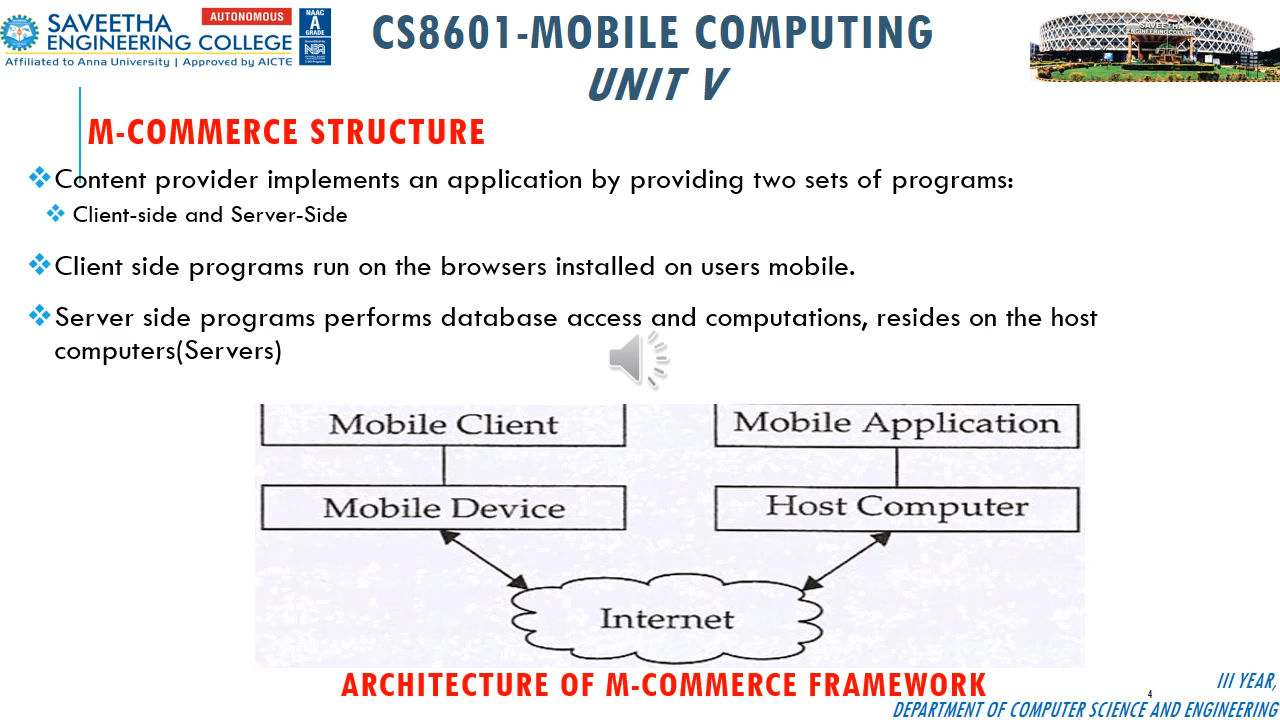 SAVEETHA
ENGINEERING COLLEGE
AUTONOMOUS
NAAC
A
GRADE
Affiliated to Anna University | Approved by AICTE
CS8601-MOBILE COMPUTING
UNIT V
SAVEETHA
ENGINEERING COLLEGE
M-COMMERCE STRUCTURE
Content provider implements an application by providing two sets of programs:
Client-side and Server-Side
Client side programs run on the browsers installed on users mobile.
Server side programs performs database access and computations, resides on the host
computers(Servers)
Mobile Client
Mobile Application
Mobile Device
Host Computer
Internet
ARCHITECTURE OF M-COMMERCE FRAMEWORK
4
III YEAR,
DEPARTMENT OF COMPUTER SCIENCE AND ENGINEERING